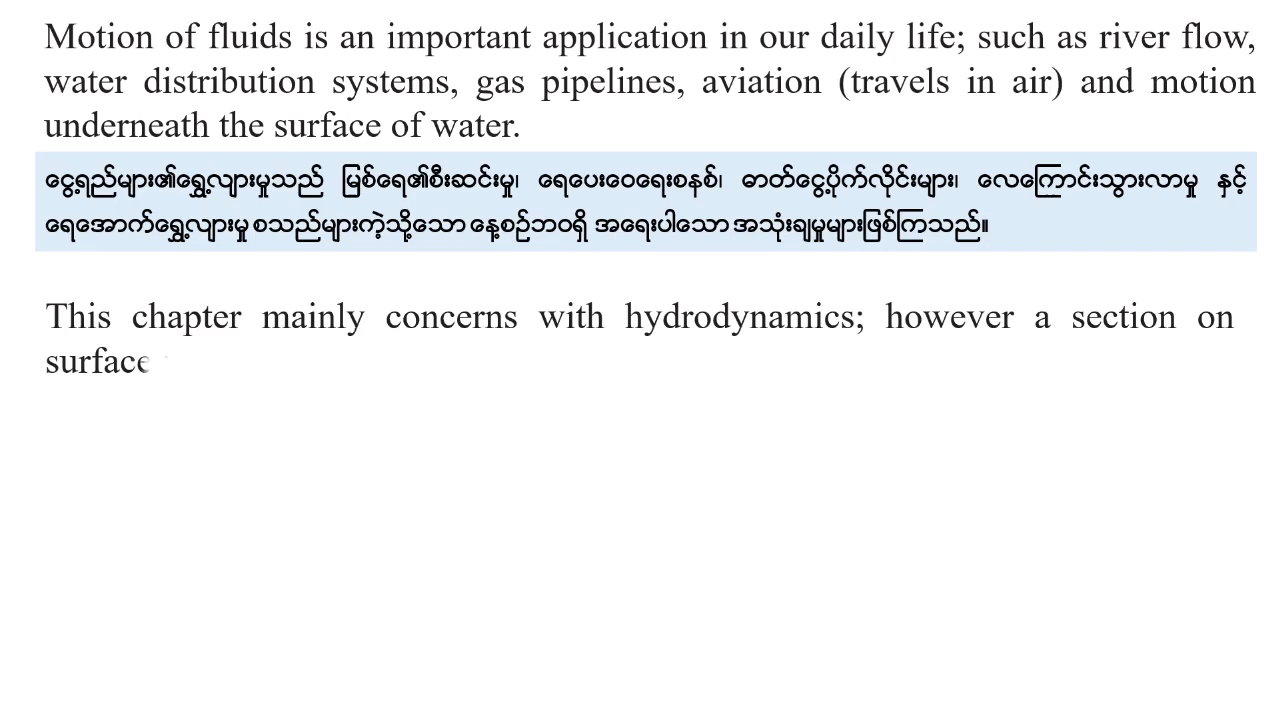 Motion of fluids is an important application in our daily life; such as river flow,
water distribution systems, gas pipelines, aviation (travels in air) and motion
underneath the surface of water.
ငွေ့ရည်များ၏ရွှေ့လျားမှုသည် မြစ်ရေ၏စီးဆင်းမှု၊ ရေပေးဝေရေးစနစ်၊ ဓာတ်ငွေ့ပိုက်လိုင်းများ၊ လေကြောင်းသွားလာမှု နှင့်
ရေအောက်ရွှေ့လျားမှု စသည်များကဲ့သို့သော နေ့စဉ်ဘဝရှိ အရေးပါသော အသုံးချမှုများဖြစ်ကြသည်။
This chapter mainly concerns with hydrodynamics; however a section on
surface